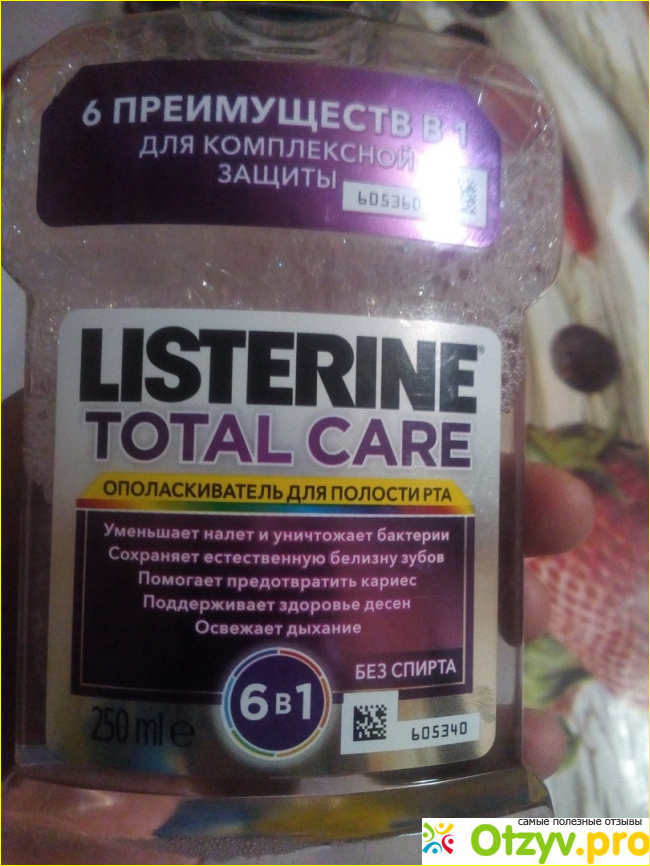 6 ПРЕИМУЩЕСТВ В 1
ДЛЯ КОМПЛЕКСНОЙ
ЗАЩИТЫ
605360
LISTERINE®
TOTAL CARE
ОПОЛАСКИВАТЕЛЬ ДЛЯ ПОЛОСТИ РТА
Уменьшает налет и уничтожает бактерии
Сохраняет естественную белизну зубов
Помогает предотвратить кариес
Поддерживает здоровье десен
Освежает дыхание
БЕЗ СПИРТА
6 в 1
250 ml e
605340
самые полезные отзывы
Otzyv.pro